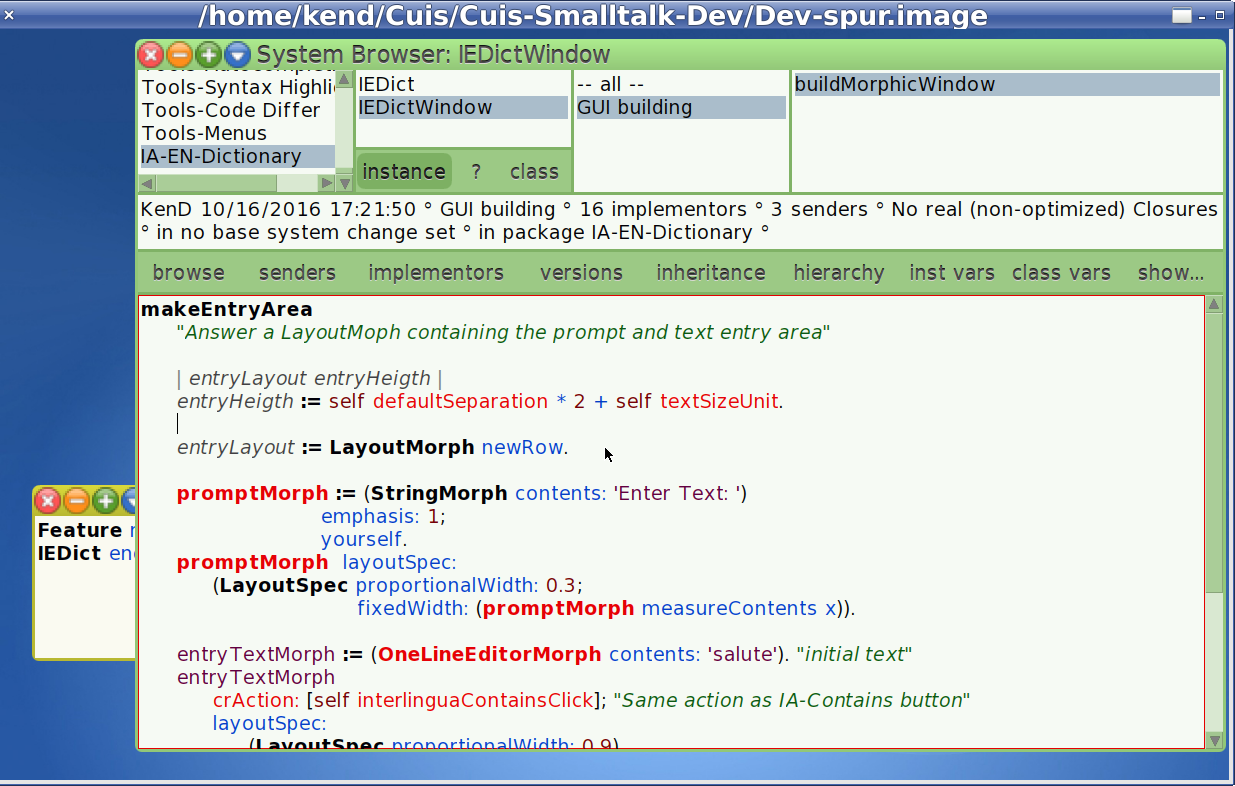 /home/kend/Cuis/Cuis-Smalltalk-Dev/Dev-spur.image
System Browser: IEDictWindow
Tools-Syntax Highli
Tools-Code Differ
Tools-Menus
IA-EN-Dictionary
IEDict
IEDictWindow
instance ? class
-- all --
GUI building
buildMorphicWindow
KenD 10/16/2016 17:21:50 ° GUI building ° 16 implementors ° 3 senders ° No real (non-optimized) Closures
° in no base system change set ° in package IA-EN-Dictionary °
browse senders implementors versions inheritance hierarchy inst vars class vars show...
makeEntryArea
"Answer a LayoutMoph containing the prompt and text entry area"
| entryLayout entryHeigth |
entryHeigth := self defaultSeparation * 2 + self textSizeUnit.
entryLayout := LayoutMorph newRow.
promptMorph := (StringMorph contents: 'Enter Text: ')
emphasis: 1;
yourself.
promptMorph layoutSpec:
(LayoutSpec proportionalWidth: 0.3;
fixedWidth: (promptMorph measureContents x)).
entryTextMorph := (OneLineEditorMorph contents: 'salute'). "initial text"
entryTextMorph
crAction: [self interlinguaContainsClick]; "Same action as IA-Contains button"
layoutSpec:
(LayoutSpec proportionalWidth: 0.9)
Feature
IEDict